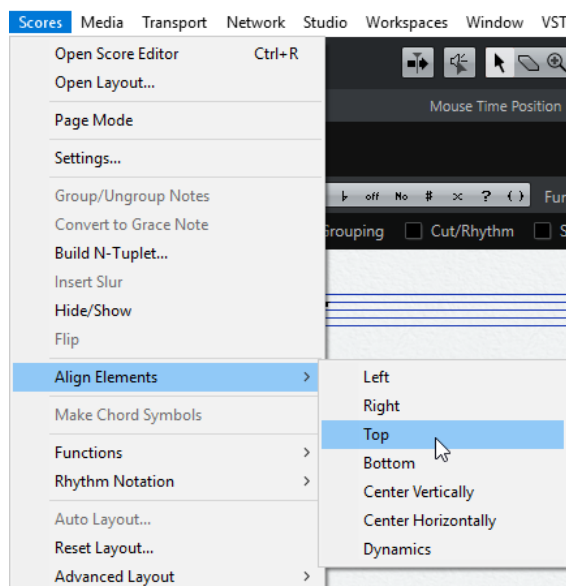 Scores Media Transport Network Studio Workspaces Window VST
Open Score Editor Ctrl+R
Open Layout...
Mouse Time Position
Page Mode
Settings...
Group/Ungroup Notes
off No # x ? ( ) Fun
Convert to Grace Note
Grouping Cut/Rhythm S
Build N-Tuplet...
Insert Slur
Hide/Show
Flip
Align Elements >
Left
Make Chord Symbols
Right
Top
Functions >
Bottom
Rhythm Notation >
Center Vertically
Auto Layout...
Center Horizontally
Reset Layout...
Dynamics
Advanced Layout >